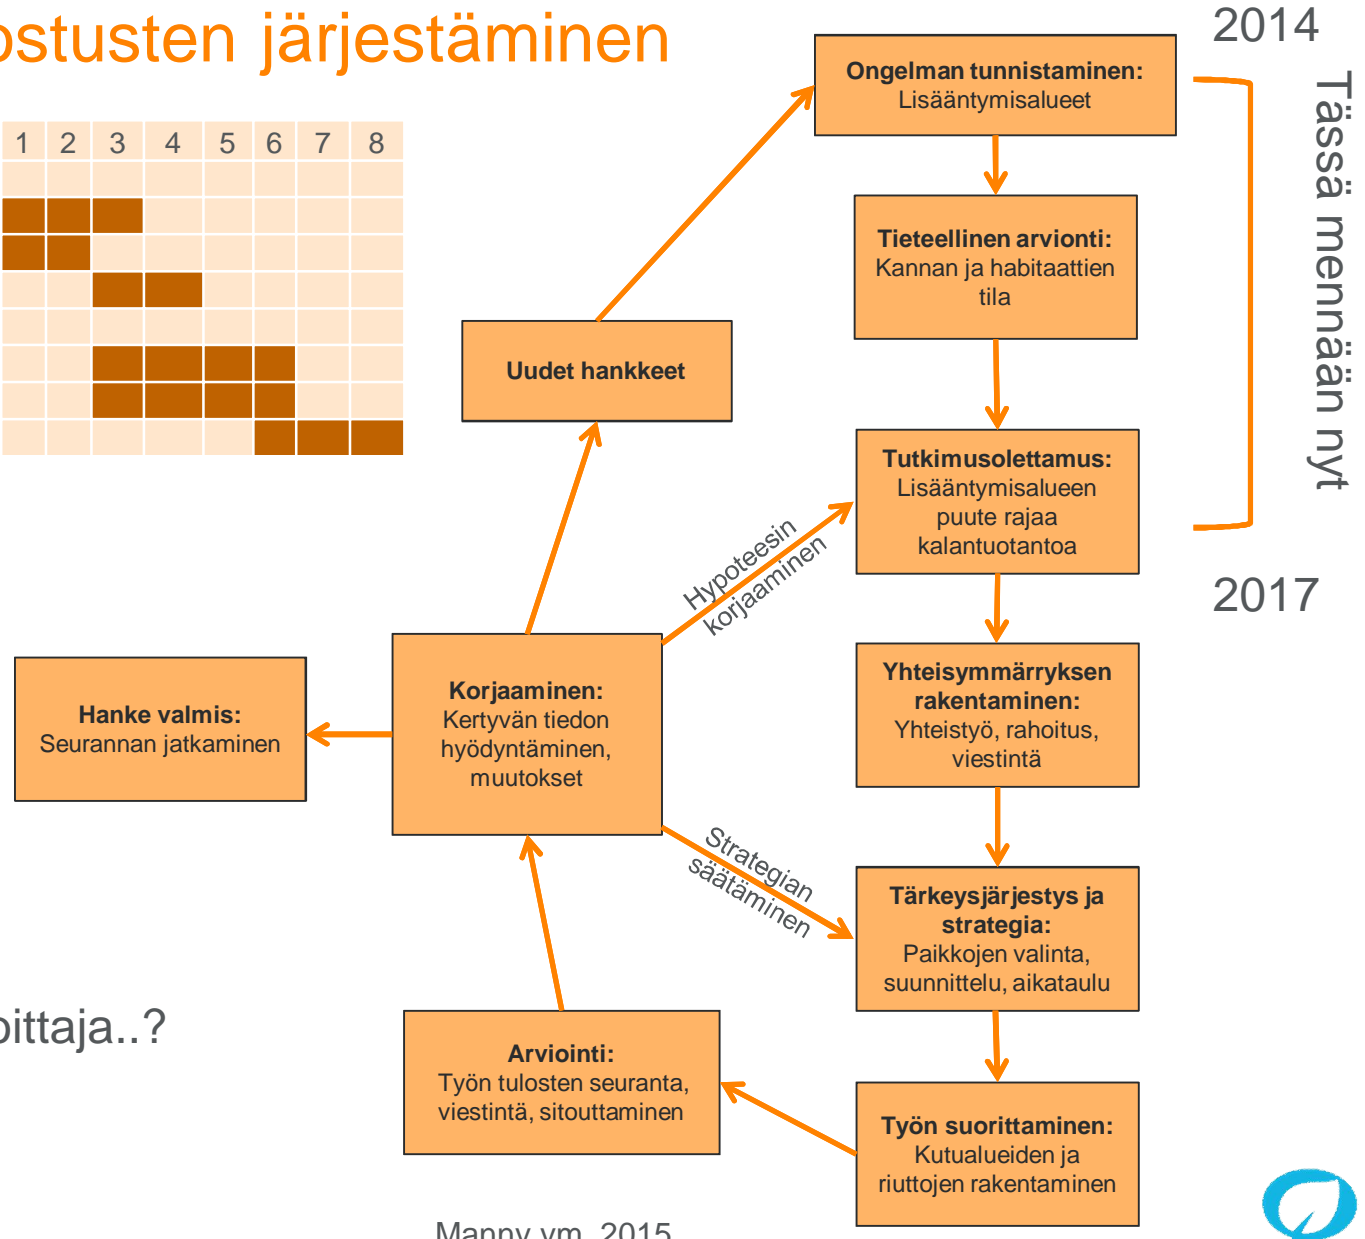 ostusten järjestäminen
2014
Tässä mennään nyt
2017
1 2 3 4 5 6 7 8
Ongelman tunnistaminen:
Lisääntymisalueet
Tieteellinen arvionti:
Kannan ja habitaattien
tila
Uudet hankkeet
Tutkimusolettamus:
Lisääntymisalueen
puute rajaa
kalantuotantoa
Hypoteesin
korjaaminen
Yhteisymmärryksen
rakentaminen:
Yhteistyö, rahoitus,
viestintä
Korjaaminen:
Kertyvän tiedon
hyödyntäminen,
muutokset
Hanke valmis:
Seurannan jatkaminen
Strategian
säätäminen
Tärkeysjärjestys ja
strategia:
Paikkojen valinta,
suunnittelu, aikataulu
oittaja..?
Arviointi:
Työn tulosten seuranta,
viestintä, sitouttaminen
Työn suorittaminen:
Kutualueiden ja
riuttojen rakentaminen
Manny ym. 2015